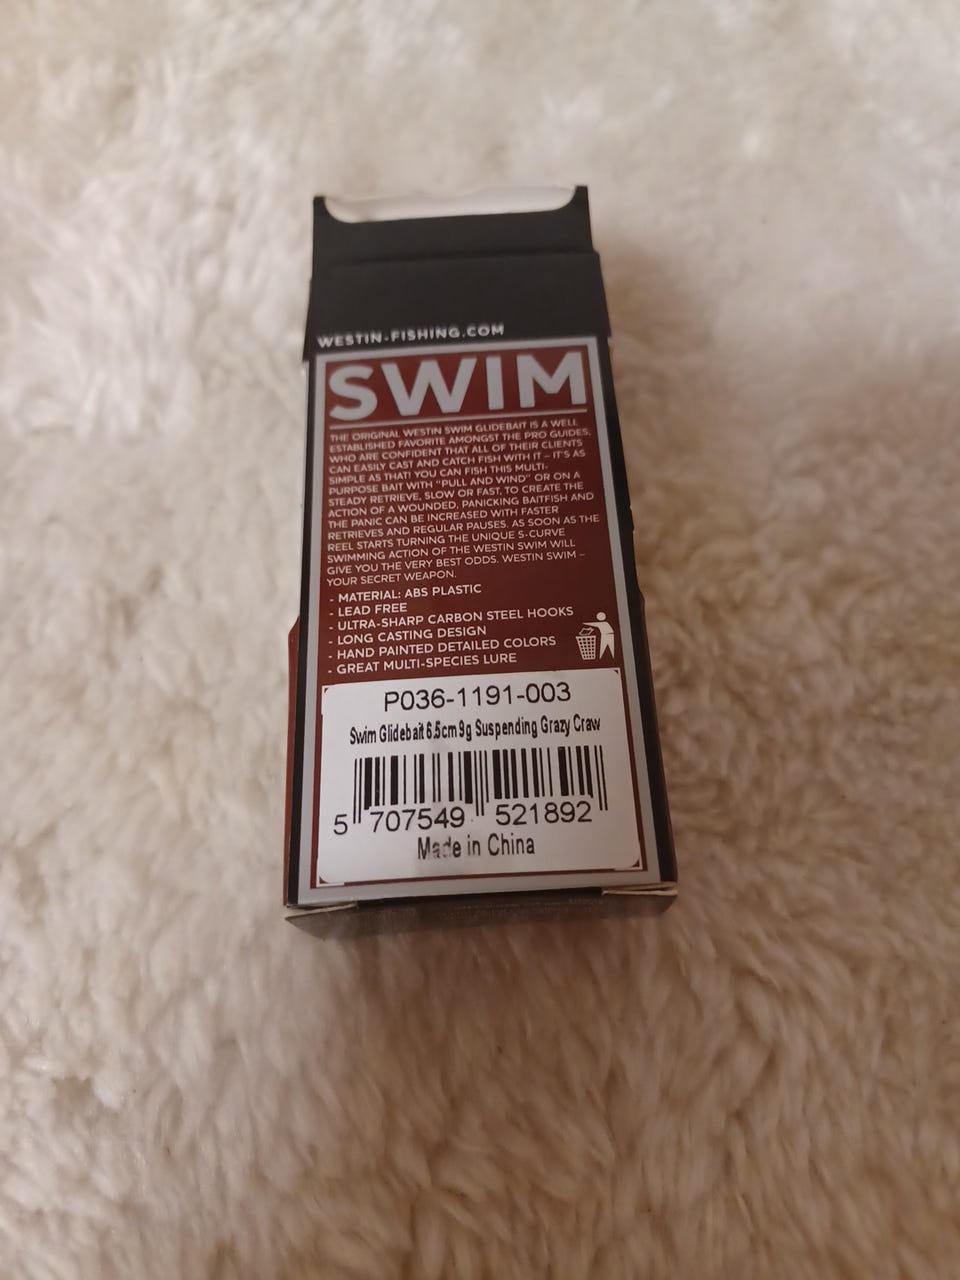 WESTIN-FISHING.COM
SWIM
THE ORIGINAL WESTIN SWIM GLIDEBAIT IS A WELL
ESTABLISHED FAVORITE AMONGST THE PRO GUIDES,
WHO ARE CONFIDENT THAT ALL OF THEIR CLIENTS
CAN EASILY CAST AND CATCH FISH WITH IT – IT'S AS
SIMPLE AS THAT! YOU CAN FISH THIS MULTI-
PURPOSE BAIT WITH "PULL AND WIND" OR ON A
STEADY RETRIEVE, SLOW OR FAST, TO CREATE THE
ACTION OF A WOUNDED, PANICKING BAITFISH AND
THE PANIC CAN BE INCREASED WITH FASTER
RETRIEVES AND REGULAR PAUSES. AS SOON AS THE
REEL STARTS TURNING THE UNIQUE S-CURVE
SWIMMING ACTION OF THE WESTIN SWIM WILL
GIVE YOU THE VERY BEST ODDS. WESTIN SWIM –
YOUR SECRET WEAPON.
- MATERIAL: ABS PLASTIC
- LEAD FREE
- ULTRA-SHARP CARBON STEEL HOOKS
- LONG CASTING DESIGN
- HAND PAINTED DETAILED COLORS
- GREAT MULTI-SPECIES LURE
P036-1191-003
Swim Glidebait 6.5cm 9g Suspending Grazy Craw
5 707549 521892
Made in China